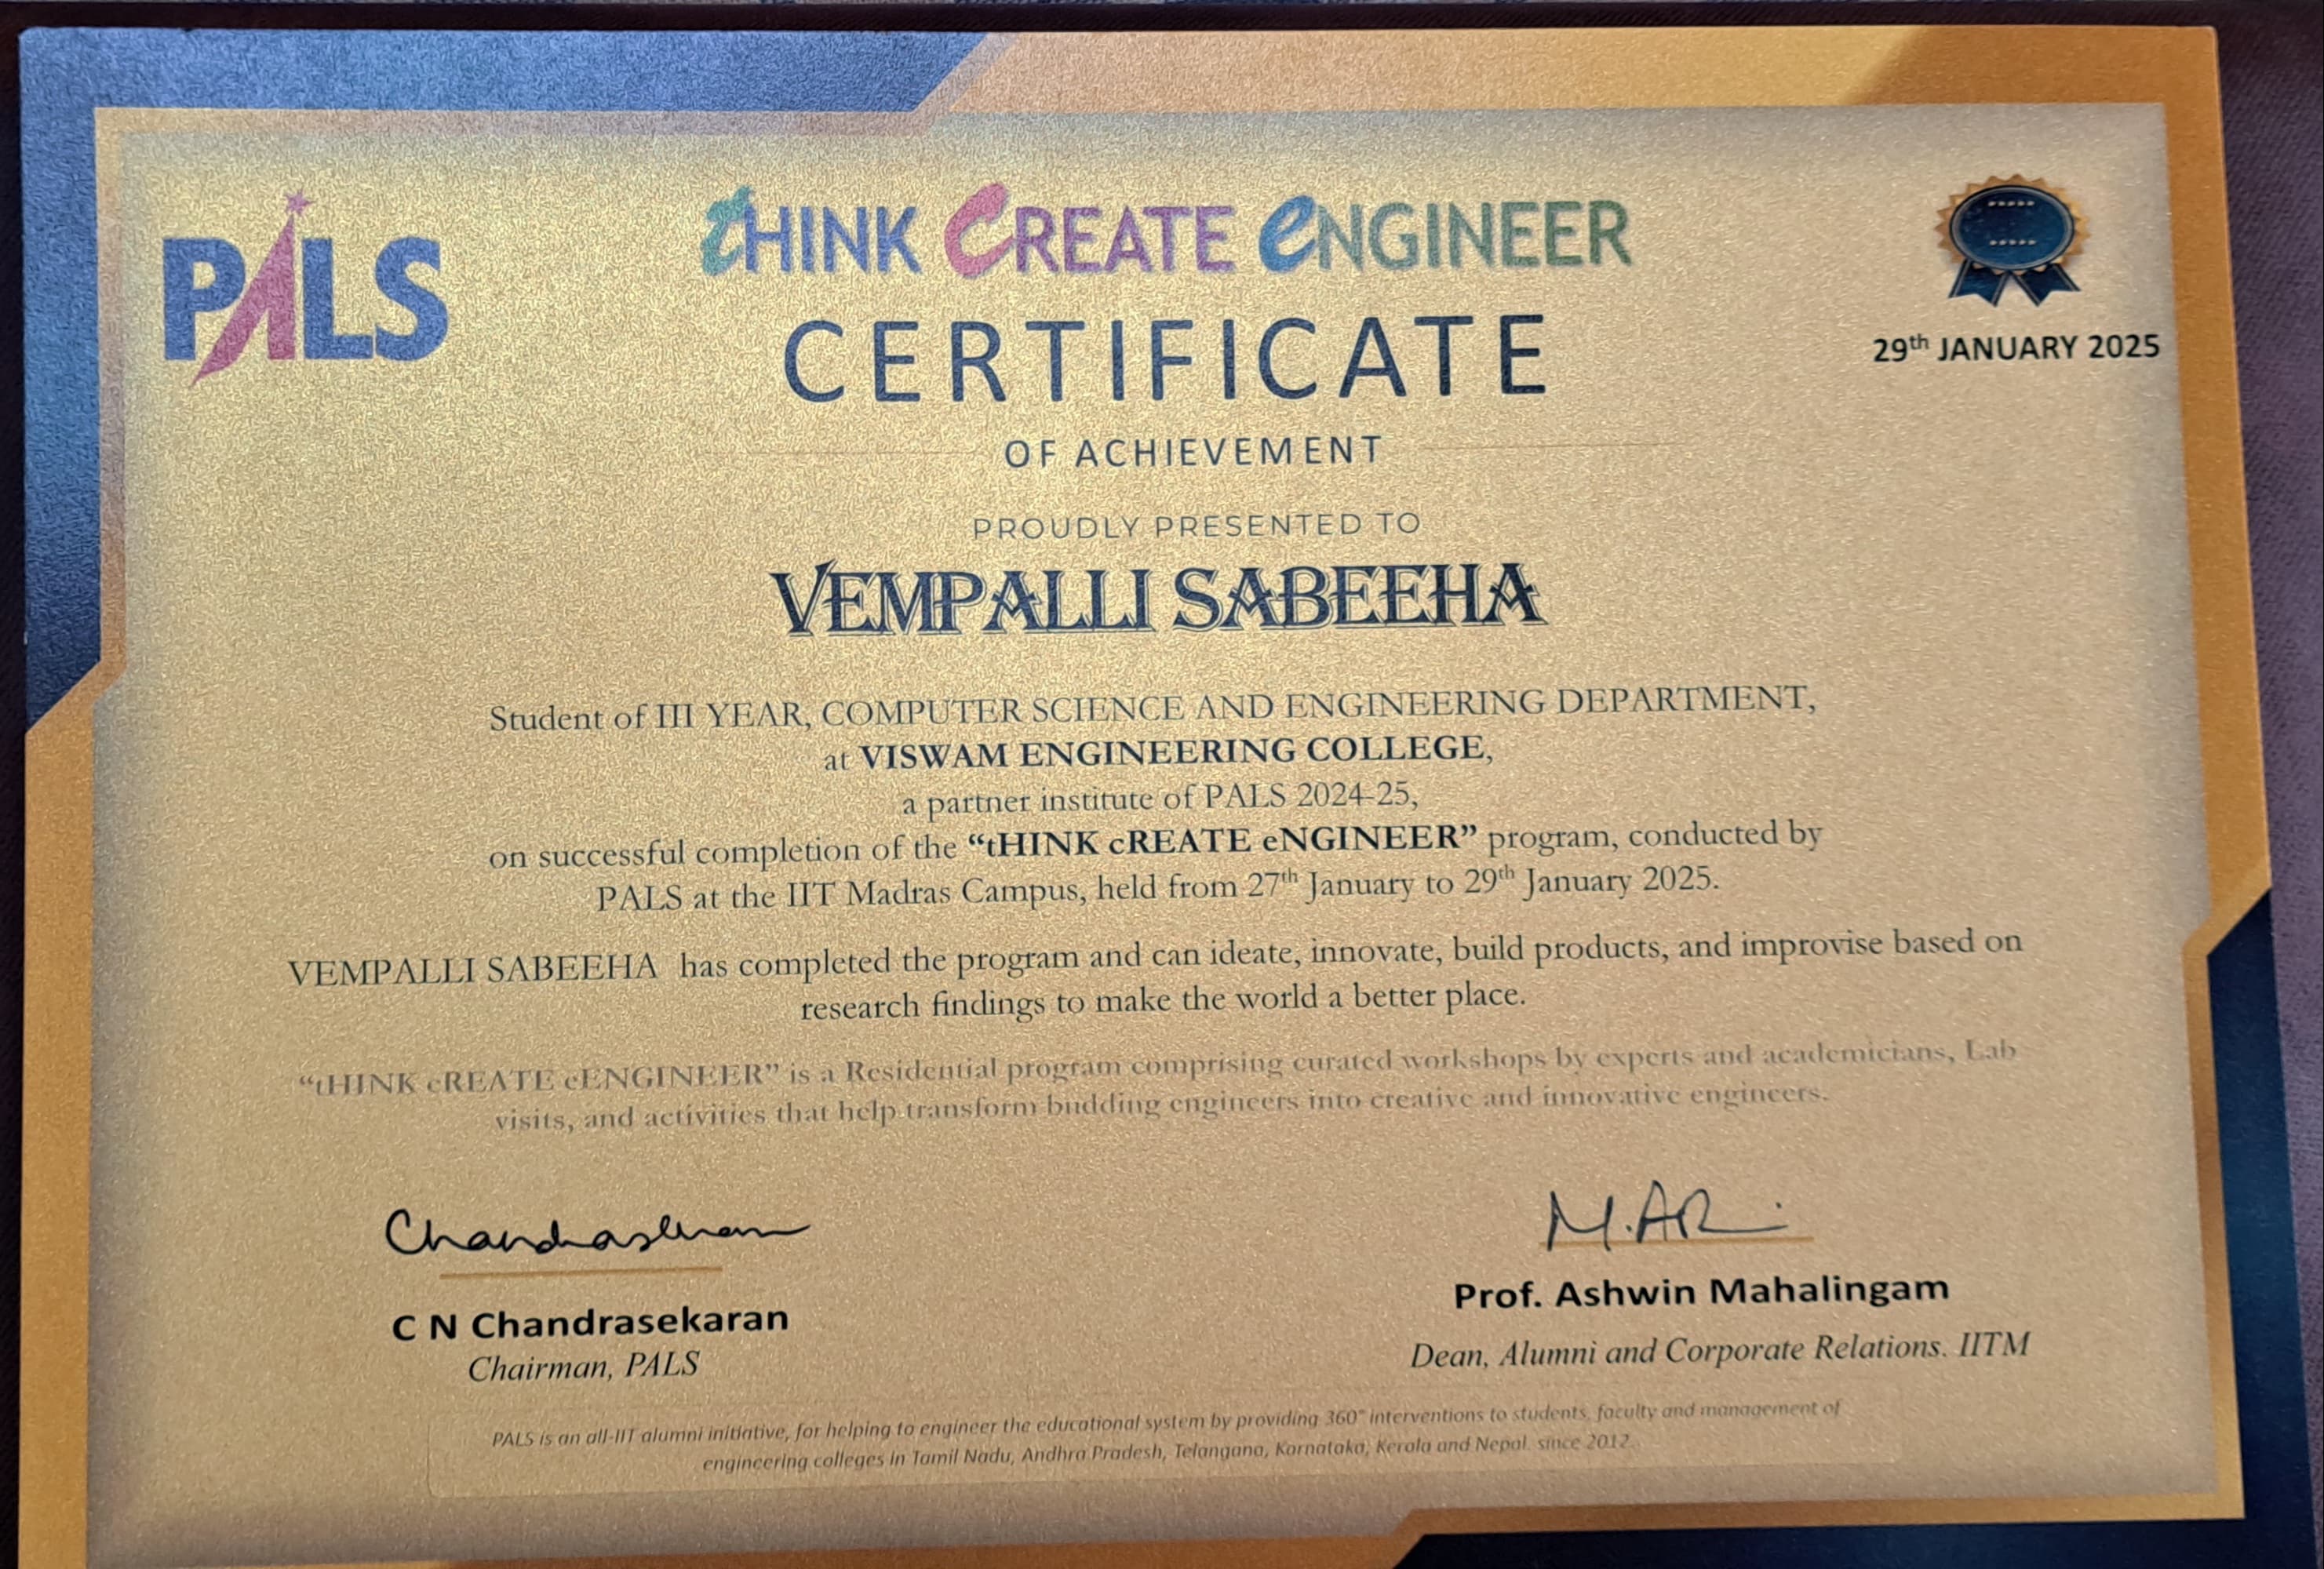 PALS
tHINK CREATE eNGINEER
CERTIFICATE
29th JANUARY 2025
OF ACHIEVEMENT
PROUDLY PRESENTED TO
VEMPALLI SABEEHA
Student of III YEAR, COMPUTER SCIENCE AND ENGINEERING DEPARTMENT,
at VISWAM ENGINEERING COLLEGE,
a partner institute of PALS 2024-25,
on successful completion of the “tHINK cREATE eNGINEER” program, conducted by
PALS at the IIT Madras Campus, held from 27th January to 29th January 2025.
VEMPALLI SABEEHA has completed the program and can ideate, innovate, build products, and improvise based on
research findings to make the world a better place.
“tHINK cREATE eENGINEER” is a Residential program comprising curated workshops by experts and academicians, Lab
visits, and activities that help transform budding engineers into creative and innovative engineers.
Chandrasekaran
M.AR
C N Chandrasekaran
Prof. Ashwin Mahalingam
Chairman, PALS
Dean, Alumni and Corporate Relations. IITM
PALS is an all-IIT alumni initiative, for helping to engineer the educational system by providing 360° interventions to students, faculty and management of
engineering colleges in Tamil Nadu, Andhra Pradesh, Telangana, Karnataka, Kerala and Nepal. since 2012.